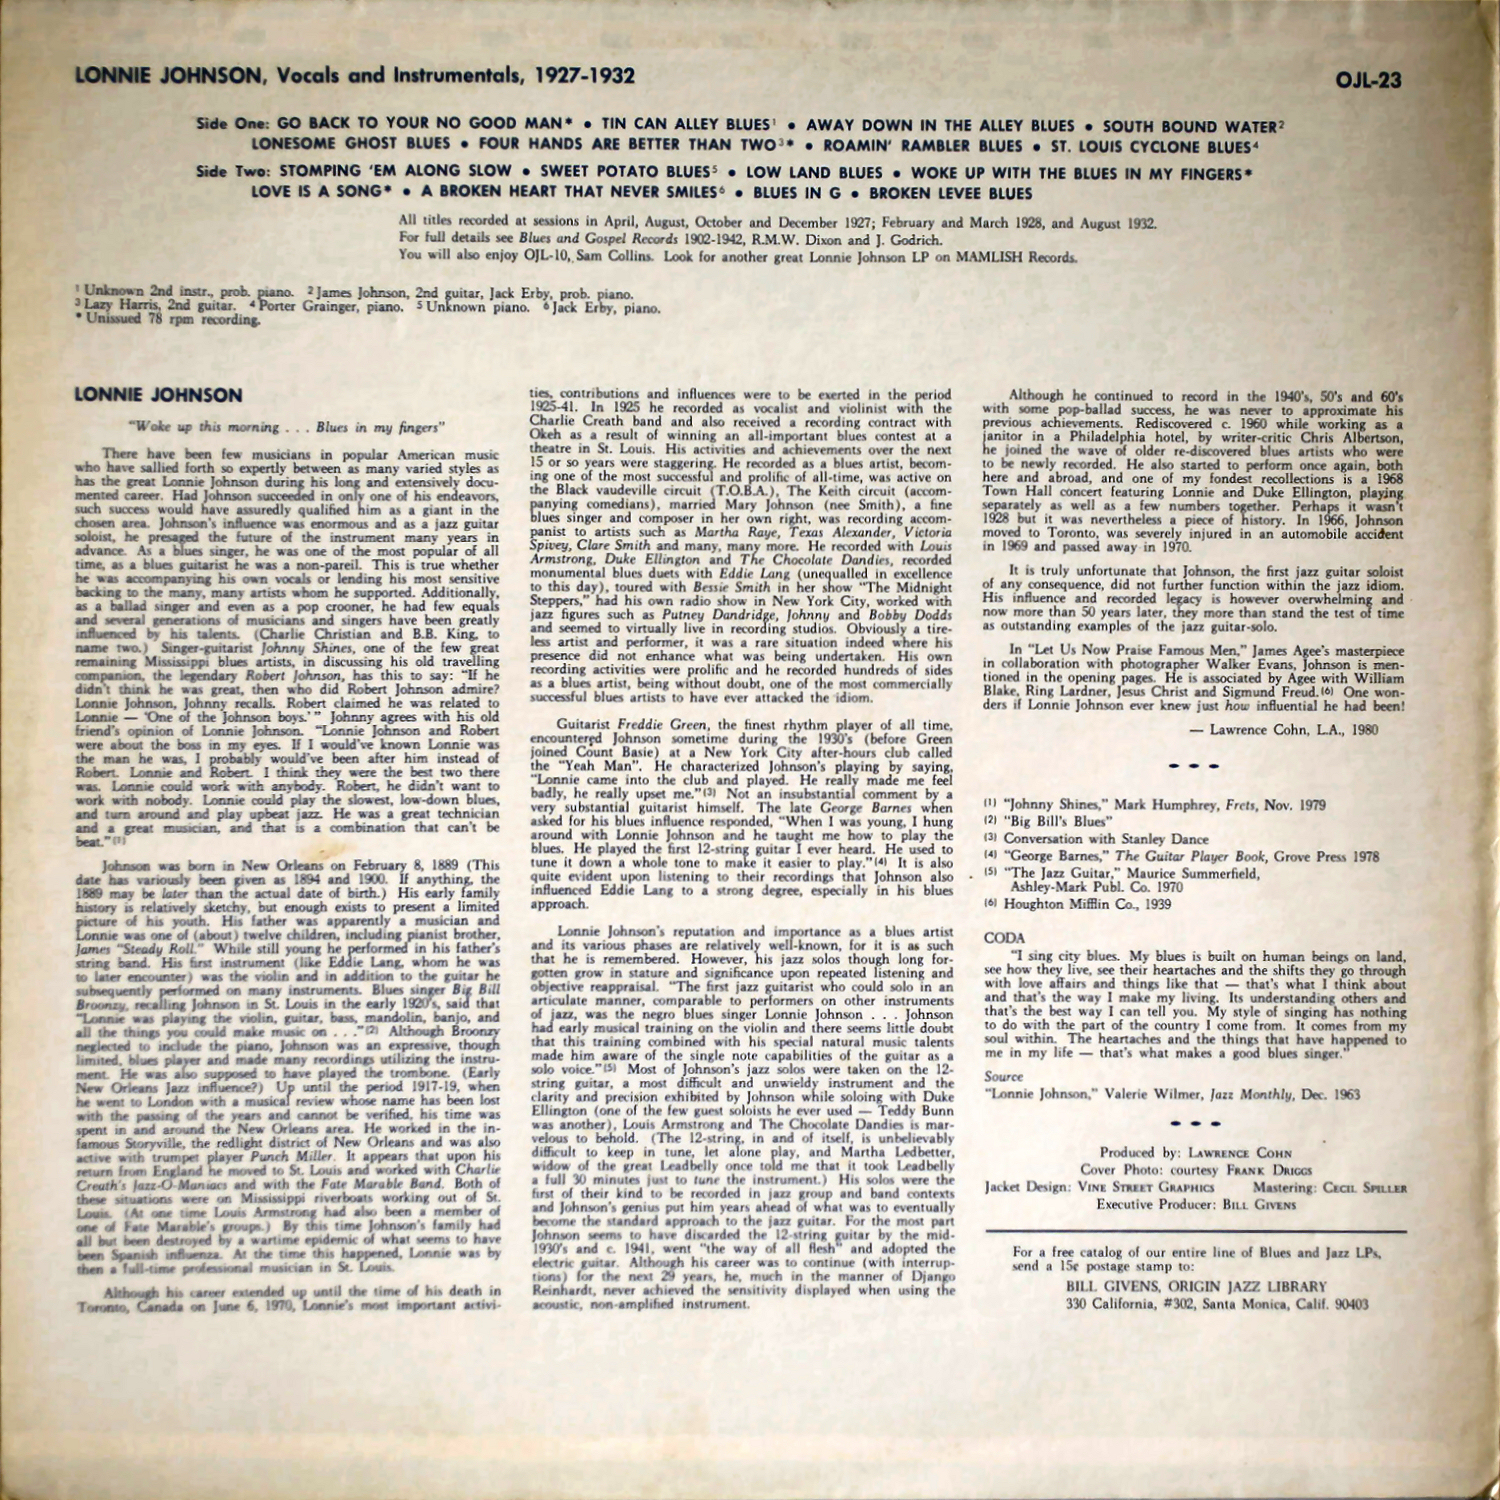 LONNIE JOHNSON, Vocals and Instrumentals, 1927-1932
OJL-23
Side One: GO BACK TO YOUR NO GOOD MAN* • TIN CAN ALLEY BLUES¹ • AWAY DOWN IN THE ALLEY BLUES • SOUTH BOUND WATER²
LONESOME GHOST BLUES • FOUR HANDS ARE BETTER THAN TWO³* • ROAMIN' RAMBLER BLUES • ST. LOUIS CYCLONE BLUES⁴
Side Two: STOMPING 'EM ALONG SLOW • SWEET POTATO BLUES⁵ • LOW LAND BLUES • WOKE UP WITH THE BLUES IN MY FINGERS*
LOVE IS A SONG* • A BROKEN HEART THAT NEVER SMILES⁶ • BLUES IN G • BROKEN LEVEE BLUES
All titles recorded at sessions in April, August, October and December 1927; February and March 1928, and August 1932.
For full details see Blues and Gospel Records 1902-1942, R.M.W. Dixon and J. Godrich.
You will also enjoy OJL-10, Sam Collins. Look for another great Lonnie Johnson LP on MAMLISH Records.
¹ Unknown 2nd instr., prob. piano. ² James Johnson, 2nd guitar, Jack Erby, prob. piano.
³ Lazy Harris, 2nd guitar. ⁴ Porter Grainger, piano. ⁵ Unknown piano. ⁶ Jack Erby, piano.
* Unissued 78 rpm recording.
LONNIE JOHNSON
"Woke up this morning . . . Blues in my fingers"
There have been few musicians in popular American music
who have sallied forth so expertly between as many varied styles as
has the great Lonnie Johnson during his long and extensively docu-
mented career. Had Johnson succeeded in only one of his endeavors,
such success would have assuredly qualified him as a giant in the
chosen area. Johnson's influence was enormous and as a jazz guitar
soloist, he presaged the future of the instrument many years in
advance. As a blues singer, he was one of the most popular of all
time, as a blues guitarist he was a non-pareil. This is true whether
he was accompanying his own vocals or lending his most sensitive
backing to the many, many artists whom he supported. Additionally,
as a ballad singer and even as a pop crooner, he had few equals
and several generations of musicians and singers have been greatly
influenced by his talents. (Charlie Christian and B.B. King, to
name two.) Singer-guitarist Johnny Shines, one of the few great
remaining Mississippi blues artists, in discussing his old travelling
companion, the legendary Robert Johnson, has this to say: "If he
didn't think he was great, then who did Robert Johnson admire?
Lonnie Johnson, Johnny recalls. Robert claimed he was related to
Lonnie — 'One of the Johnson boys.'" Johnny agrees with his old
friend's opinion of Lonnie Johnson. "Lonnie Johnson and Robert
were about the boss in my eyes. If I would've known Lonnie was
the man he was, I probably would've been after him instead of
Robert. Lonnie and Robert. I think they were the best two there
was. Lonnie could work with anybody. Robert, he didn't want to
work with nobody. Lonnie could play the slowest, low-down blues,
and turn around and play upbeat jazz. He was a great technician
and a great musician, and that is a combination that can't be
beat."(1)
Johnson was born in New Orleans on February 8, 1889 (This
date has variously been given as 1894 and 1900. If anything, the
1889 may be later than the actual date of birth.) His early family
history is relatively sketchy, but enough exists to present a limited
picture of his youth. His father was apparently a musician and
Lonnie was one of (about) twelve children, including pianist brother,
James "Steady Roll." While still young he performed in his father's
string band. His first instrument (like Eddie Lang, whom he was
to later encounter) was the violin and in addition to the guitar he
subsequently performed on many instruments. Blues singer Big Bill
Broonzy, recalling Johnson in St. Louis in the early 1920's, said that
"Lonnie was playing the violin, guitar, bass, mandolin, banjo, and
all the things you could make music on . . ."(2) Although Broonzy
neglected to include the piano, Johnson was an expressive, though
limited, blues player and made many recordings utilizing the instru-
ment. He was also supposed to have played the trombone. (Early
New Orleans Jazz influence?) Up until the period 1917-19, when
he went to London with a musical review whose name has been lost
with the passing of the years and cannot be verified, his time was
spent in and around the New Orleans area. He worked in the in-
famous Storyville, the redlight district of New Orleans and was also
active with trumpet player Punch Miller. It appears that upon his
return from England he moved to St. Louis and worked with Charlie
Creath's Jazz-O-Maniacs and with the Fate Marable Band. Both of
these situations were on Mississippi riverboats working out of St.
Louis. (At one time Louis Armstrong had also been a member of
one of Fate Marable's groups.) By this time Johnson's family had
all but been destroyed by a wartime epidemic of what seems to have
been Spanish influenza. At the time this happened, Lonnie was by
then a full-time professional musician in St. Louis.
Although his career extended up until the time of his death in
Toronto, Canada on June 6, 1970, Lonnie's most important activi-
ties, contributions and influences were to be exerted in the period
1925-41. In 1925 he recorded as vocalist and violinist with the
Charlie Creath band and also received a recording contract with
Okeh as a result of winning an all-important blues contest at a
theatre in St. Louis. His activities and achievements over the next
15 or so years were staggering. He recorded as a blues artist, becom-
ing one of the most successful and prolific of all-time, was active on
the Black vaudeville circuit (T.O.B.A.), The Keith circuit (accom-
panying comedians), married Mary Johnson (nee Smith), a fine
blues singer and composer in her own right, was recording accom-
panist to artists such as Martha Raye, Texas Alexander, Victoria
Spivey, Clare Smith and many, many more. He recorded with Louis
Armstrong, Duke Ellington and The Chocolate Dandies, recorded
monumental blues duets with Eddie Lang (unequalled in excellence
to this day), toured with Bessie Smith in her show "The Midnight
Steppers," had his own radio show in New York City, worked with
jazz figures such as Putney Dandridge, Johnny and Bobby Dodds
and seemed to virtually live in recording studios. Obviously a tire-
less artist and performer, it was a rare situation indeed where his
presence did not enhance what was being undertaken. His own
recording activities were prolific and he recorded hundreds of sides
as a blues artist, being without doubt, one of the most commercially
successful blues artists to have ever attacked the idiom.
Guitarist Freddie Green, the finest rhythm player of all time,
encountered Johnson sometime during the 1930's (before Green
joined Count Basie) at a New York City after-hours club called
the "Yeah Man". He characterized Johnson's playing by saying,
"Lonnie came into the club and played. He really made me feel
badly, he really upset me."(3) Not an insubstantial comment by a
very substantial guitarist himself. The late George Barnes when
asked for his blues influence responded, "When I was young, I hung
around with Lonnie Johnson and he taught me how to play the
blues. He played the first 12-string guitar I ever heard. He used to
tune it down a whole tone to make it easier to play."(4) It is also
quite evident upon listening to their recordings that Johnson also
influenced Eddie Lang to a strong degree, especially in his blues
approach.
Lonnie Johnson's reputation and importance as a blues artist
and its various phases are relatively well-known, for it is as such
that he is remembered. However, his jazz solos though long for-
gotten grow in stature and significance upon repeated listening and
objective reappraisal. "The first jazz guitarist who could solo in an
articulate manner, comparable to performers on other instruments
of jazz, was the negro blues singer Lonnie Johnson . . . Johnson
had early musical training on the violin and there seems little doubt
that this training combined with his special natural music talents
made him aware of the single note capabilities of the guitar as a
solo voice."(5) Most of Johnson's jazz solos were taken on the 12-
string guitar, a most difficult and unwieldy instrument and the
clarity and precision exhibited by Johnson while soloing with Duke
Ellington (one of the few guest soloists he ever used — Teddy Bunn
was another), Louis Armstrong and The Chocolate Dandies is mar-
velous to behold. (The 12-string, in and of itself, is unbelievably
difficult to keep in tune, let alone play, and Martha Ledbetter,
widow of the great Leadbelly once told me that it took Leadbelly
a full 30 minutes just to tune the instrument.) His solos were the
first of their kind to be recorded in jazz group and band contexts
and Johnson's genius put him years ahead of what was to eventually
become the standard approach to the jazz guitar. For the most part
Johnson seems to have discarded the 12-string guitar by the mid-
1930's and c. 1941, went "the way of all flesh" and adopted the
electric guitar. Although his career was to continue (with interrup-
tions) for the next 29 years, he, much in the manner of Django
Reinhardt, never achieved the sensitivity displayed when using the
acoustic, non-amplified instrument.
Although he continued to record in the 1940's, 50's and 60's
with some pop-ballad success, he was never to approximate his
previous achievements. Rediscovered c. 1960 while working as a
janitor in a Philadelphia hotel, by writer-critic Chris Albertson,
he joined the wave of older re-discovered blues artists who were
to be newly recorded. He also started to perform once again, both
here and abroad, and one of my fondest recollections is a 1968
Town Hall concert featuring Lonnie and Duke Ellington, playing
separately as well as a few numbers together. Perhaps it wasn't
1928 but it was nevertheless a piece of history. In 1966, Johnson
moved to Toronto, was severely injured in an automobile accident
in 1969 and passed away in 1970.
It is truly unfortunate that Johnson, the first jazz guitar soloist
of any consequence, did not further function within the jazz idiom.
His influence and recorded legacy is however overwhelming and
now more than 50 years later, they more than stand the test of time
as outstanding examples of the jazz guitar-solo.
In "Let Us Now Praise Famous Men," James Agee's masterpiece
in collaboration with photographer Walker Evans, Johnson is men-
tioned in the opening pages. He is associated by Agee with William
Blake, Ring Lardner, Jesus Christ and Sigmund Freud.(6) One won-
ders if Lonnie Johnson ever knew just how influential he had been!
— Lawrence Cohn, L.A., 1980
(1) "Johnny Shines," Mark Humphrey, Frets, Nov. 1979
(2) "Big Bill's Blues"
(3) Conversation with Stanley Dance
(4) "George Barnes," The Guitar Player Book, Grove Press 1978
(5) "The Jazz Guitar," Maurice Summerfield,
Ashley-Mark Publ. Co. 1970
(6) Houghton Mifflin Co., 1939
CODA
"I sing city blues. My blues is built on human beings on land,
see how they live, see their heartaches and the shifts they go through
with love affairs and things like that — that's what I think about
and that's the way I make my living. Its understanding others and
that's the best way I can tell you. My style of singing has nothing
to do with the part of the country I come from. It comes from my
soul within. The heartaches and the things that have happened to
me in my life — that's what makes a good blues singer."
Source
"Lonnie Johnson," Valerie Wilmer, Jazz Monthly, Dec. 1963
Produced by: LAWRENCE COHN
Cover Photo: courtesy FRANK DRIGGS
Jacket Design: VINE STREET GRAPHICS Mastering: CECIL SPILLER
Executive Producer: BILL GIVENS
For a free catalog of our entire line of Blues and Jazz LPs,
send a 15¢ postage stamp to:
BILL GIVENS, ORIGIN JAZZ LIBRARY
330 California, #302, Santa Monica, Calif. 90403